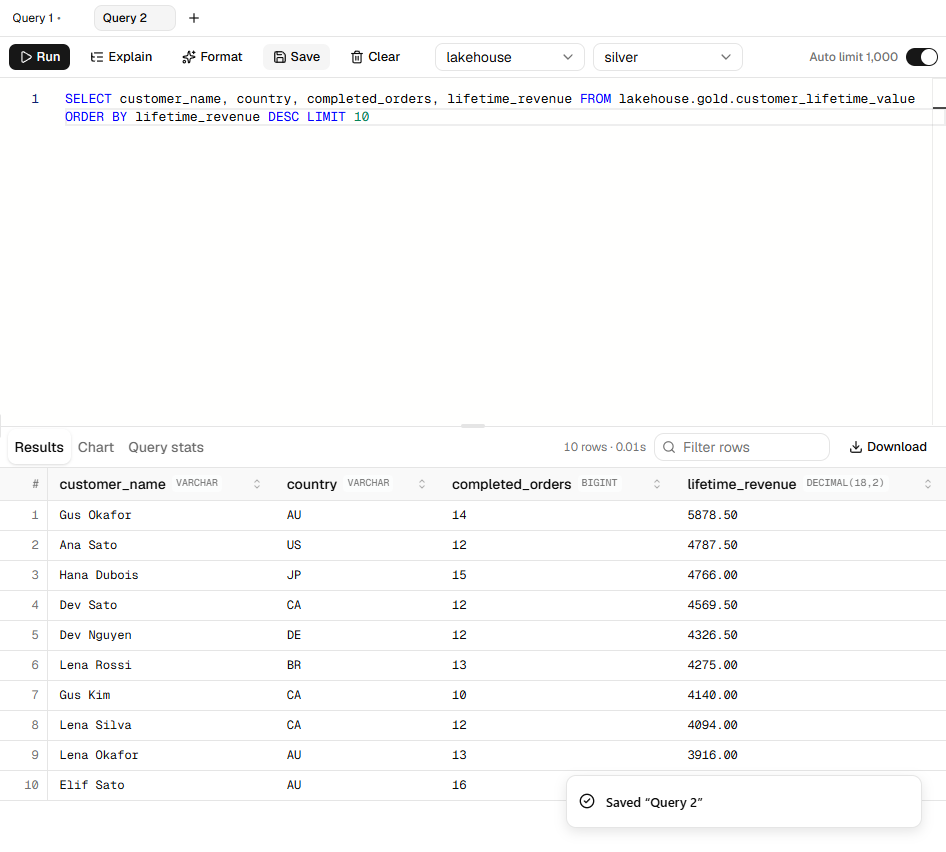 Query 1 •
Query 2
+
Run Explain Format Save Clear lakehouse silver Auto limit 1,000
1 SELECT customer_name, country, completed_orders, lifetime_revenue FROM lakehouse.gold.customer_lifetime_value
ORDER BY lifetime_revenue DESC LIMIT 10
Results Chart Query stats 10 rows · 0.01s Filter rows Download
# customer_name VARCHAR country VARCHAR completed_orders BIGINT lifetime_revenue DECIMAL(18,2)
1 Gus Okafor AU 14 5878.50
2 Ana Sato US 12 4787.50
3 Hana Dubois JP 15 4766.00
4 Dev Sato CA 12 4569.50
5 Dev Nguyen DE 12 4326.50
6 Lena Rossi BR 13 4275.00
7 Gus Kim CA 10 4140.00
8 Lena Silva CA 12 4094.00
9 Lena Okafor AU 13 3916.00
10 Elif Sato AU 16
Saved “Query 2”